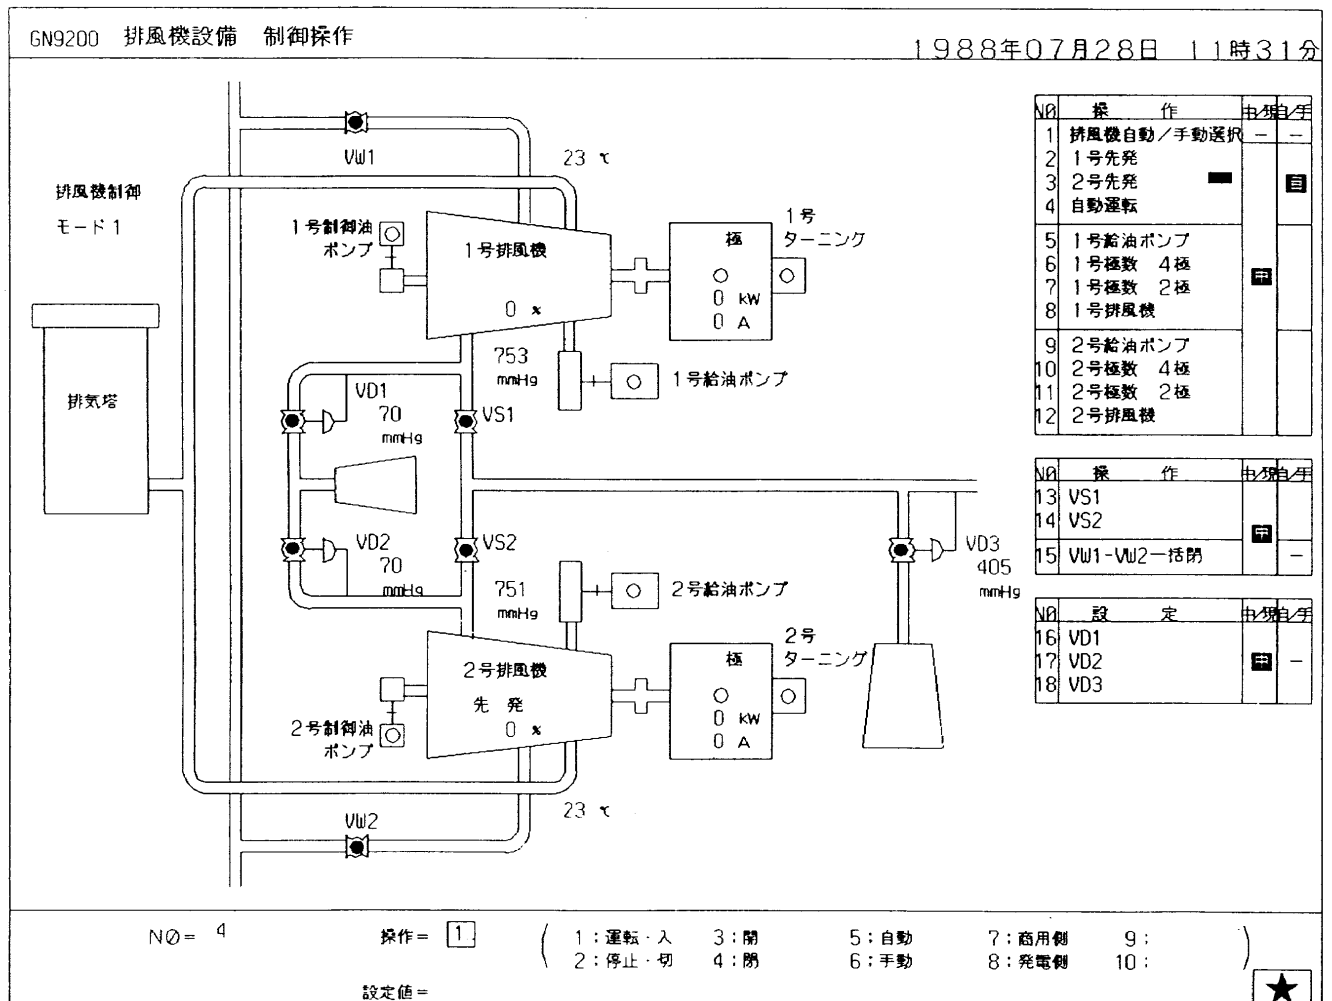 GN9200 排風機設備 制御操作
1988年07月28日 11時31分
VW1
23 ℃
排風機制御
モード1
1号制御油
ポンプ
1号排風機
0 %
極
0 kW
0 A
1号
ターニング
753
mmHg
1号給油ポンプ
排気塔
VD1
70
mmHg
VS1
VD2
70
mmHg
VS2
751
mmHg
2号給油ポンプ
VD3
405
mmHg
2号排風機
先 発
0 %
2号制御油
ポンプ
極
0 kW
0 A
2号
ターニング
23 ℃
VW2
NO 操 作 中/現 自/手
1 排風機自動/手動選択 - -
2 1号先発
3 2号先発 自
4 自動運転
5 1号給油ポンプ
6 1号極数 4極
中
7 1号極数 2極
8 1号排風機
9 2号給油ポンプ
10 2号極数 4極
11 2号極数 2極
12 2号排風機
NO 操 作 中/現 自/手
13 VS1
14 VS2
中
15 VW1-VW2一括閉 -
NO 設 定 中/現 自/手
16 VD1
17 VD2 中 -
18 VD3
NO= 4 操作= 1 ( 1:運転・入 3:開 5:自動 7:商用側 9: )
2:停止・切 4:閉 6:手動 8:発電側 10:
設定値=
★